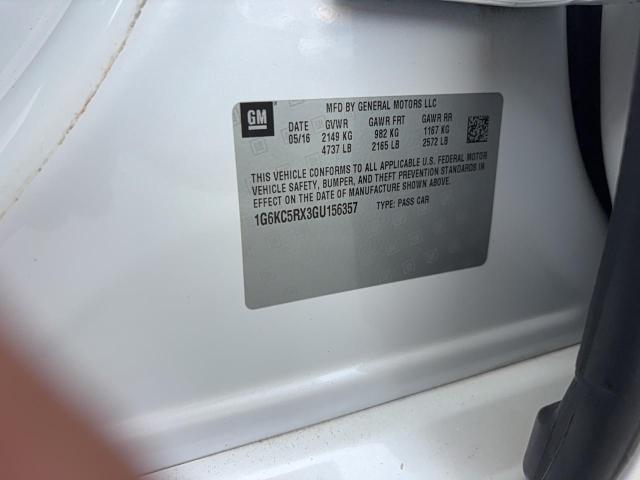 GM
MFD BY GENERAL MOTORS LLC
DATE GVWR GAWR FRT GAWR RR
05/16 2149 KG 982 KG 1167 KG
4737 LB 2165 LB 2572 LB
THIS VEHICLE CONFORMS TO ALL APPLICABLE U.S. FEDERAL MOTOR
VEHICLE SAFETY, BUMPER, AND THEFT PREVENTION STANDARDS IN
EFFECT ON THE DATE OF MANUFACTURE SHOWN ABOVE.
1G6KC5RX3GU156357 TYPE: PASS CAR